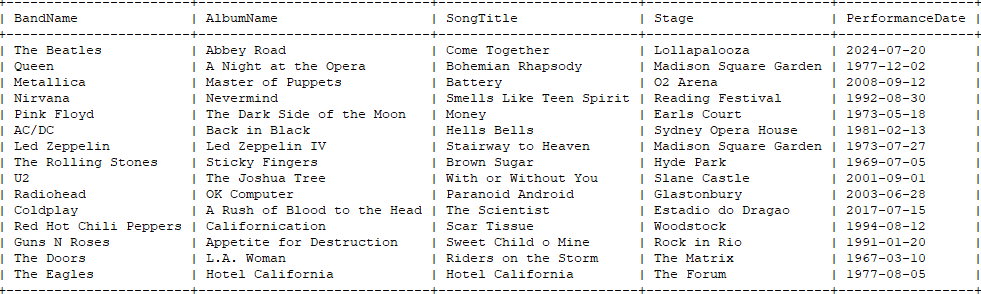 +-----------------------+-----------------------------+-------------------------+-----------------------+-----------------+
| BandName              | AlbumName                   | SongTitle               | Stage                 | PerformanceDate |
+-----------------------+-----------------------------+-------------------------+-----------------------+-----------------+
| The Beatles           | Abbey Road                  | Come Together           | Lollapalooza          | 2024-07-20      |
| Queen                 | A Night at the Opera        | Bohemian Rhapsody       | Madison Square Garden | 1977-12-02      |
| Metallica             | Master of Puppets           | Battery                 | O2 Arena              | 2008-09-12      |
| Nirvana               | Nevermind                   | Smells Like Teen Spirit | Reading Festival      | 1992-08-30      |
| Pink Floyd            | The Dark Side of the Moon   | Money                   | Earls Court           | 1973-05-18      |
| AC/DC                 | Back in Black               | Hells Bells             | Sydney Opera House    | 1981-02-13      |
| Led Zeppelin          | Led Zeppelin IV             | Stairway to Heaven      | Madison Square Garden | 1973-07-27      |
| The Rolling Stones    | Sticky Fingers              | Brown Sugar             | Hyde Park             | 1969-07-05      |
| U2                    | The Joshua Tree             | With or Without You     | Slane Castle          | 2001-09-01      |
| Radiohead             | OK Computer                 | Paranoid Android        | Glastonbury           | 2003-06-28      |
| Coldplay              | A Rush of Blood to the Head | The Scientist           | Estadio do Dragao     | 2017-07-15      |
| Red Hot Chili Peppers | Californication             | Scar Tissue             | Woodstock             | 1994-08-12      |
| Guns N Roses          | Appetite for Destruction    | Sweet Child o Mine      | Rock in Rio           | 1991-01-20      |
| The Doors             | L.A. Woman                  | Riders on the Storm     | The Matrix            | 1967-03-10      |
| The Eagles            | Hotel California            | Hotel California        | The Forum             | 1977-08-05      |
+-----------------------+-----------------------------+-------------------------+-----------------------+-----------------+